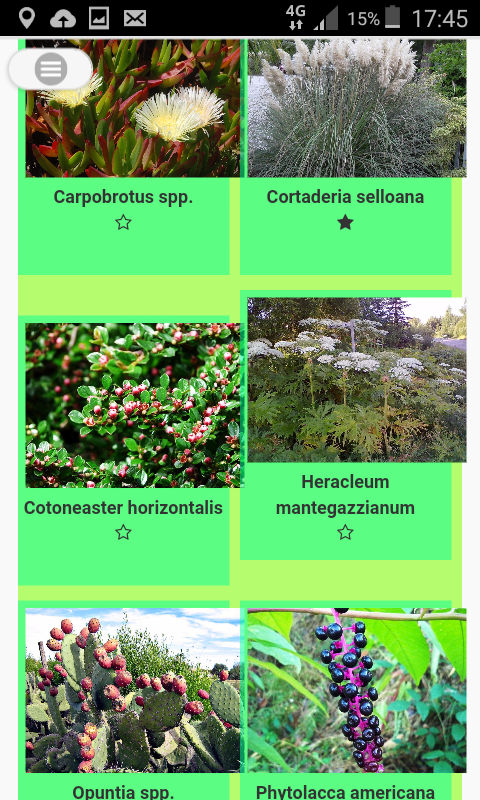 4G 15% 17:45
Carpobrotus spp.
Cortaderia selloana
Cotoneaster horizontalis
Heracleum
mantegazzianum
Opuntia spp.
Phytolacca americana